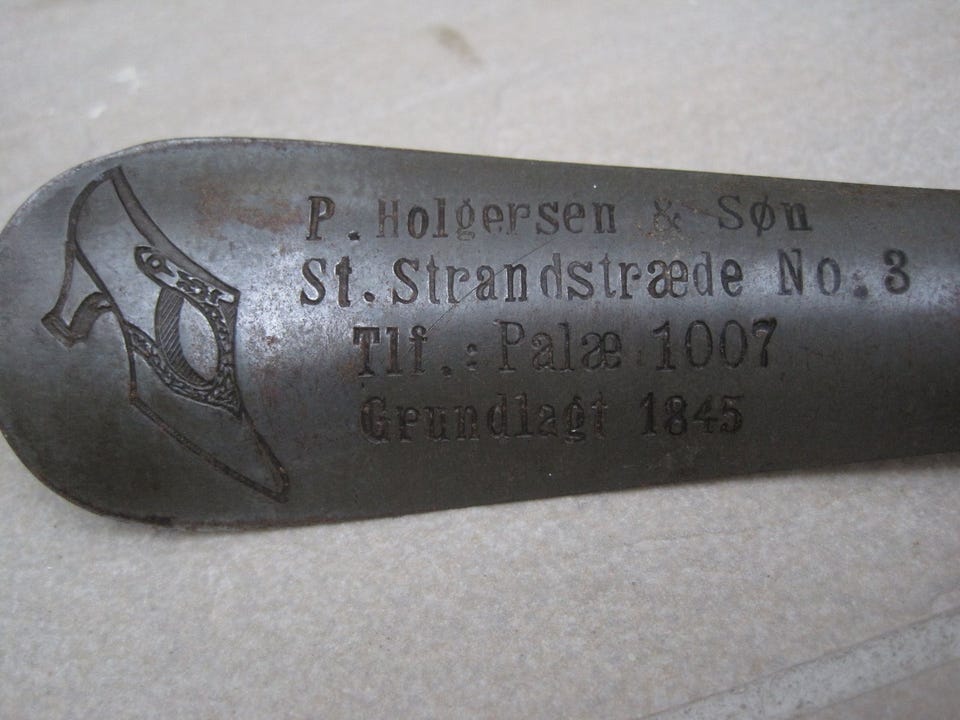 P. Holgersen & Søn
St. Strandstræde No. 3
Tlf.: Palæ 1007
Grundlagt 1845